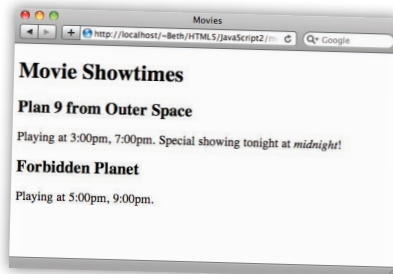 Movies
http://localhost/~Beth/HTML5/JavaScript2/m
Google
Movie Showtimes
Plan 9 from Outer Space
Playing at 3:00pm, 7:00pm. Special showing tonight at midnight!
Forbidden Planet
Playing at 5:00pm, 9:00pm.